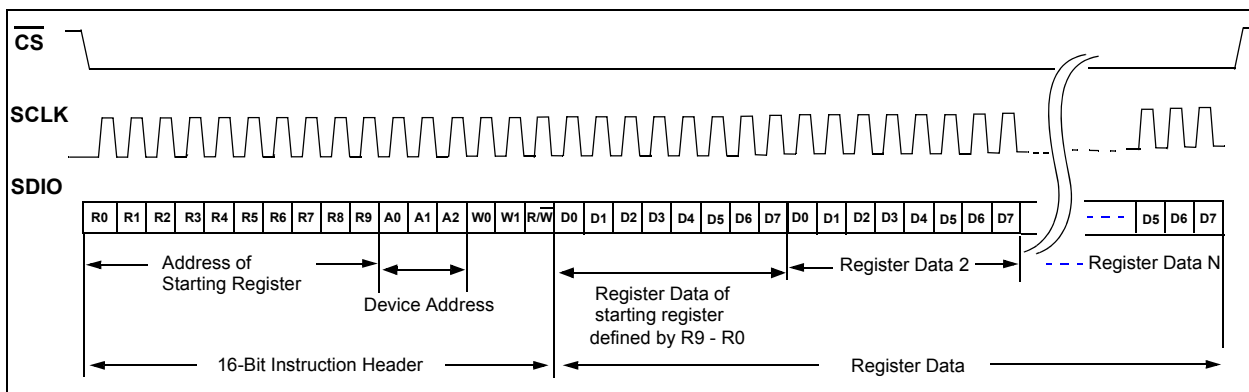 CS
SCLK
SDIO
R0 R1 R2 R3 R4 R5 R6 R7 R8 R9 A0 A1 A2 W0 W1 R/W D0 D1 D2 D3 D4 D5 D6 D7 D0 D1 D2 D3 D4 D5 D6 D7 D5 D6 D7
Address of
Starting Register
Device Address
Register Data of
starting register
defined by R9 - R0
Register Data 2
Register Data N
16-Bit Instruction Header
Register Data